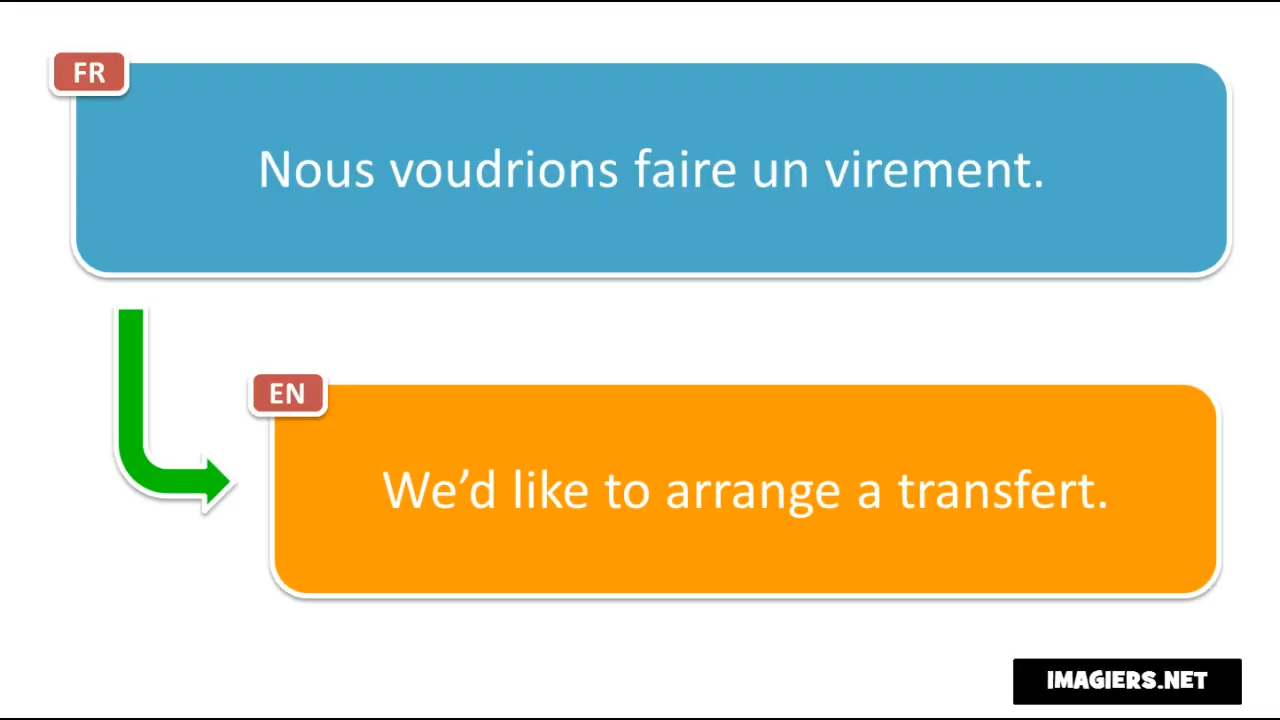 FR
Nous voudrions faire un virement.
EN
We’d like to arrange a transfert.
IMAGIERS.NET